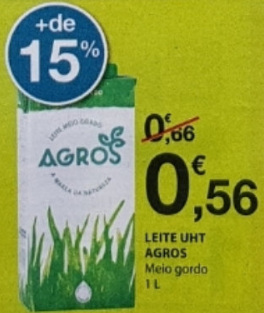 +de
15%
LEITE MEIO GORDO
AGROS
A MARCA DA NATUREZA
0,66€
0,56€
LEITE UHT
AGROS
Meio gordo
1 L